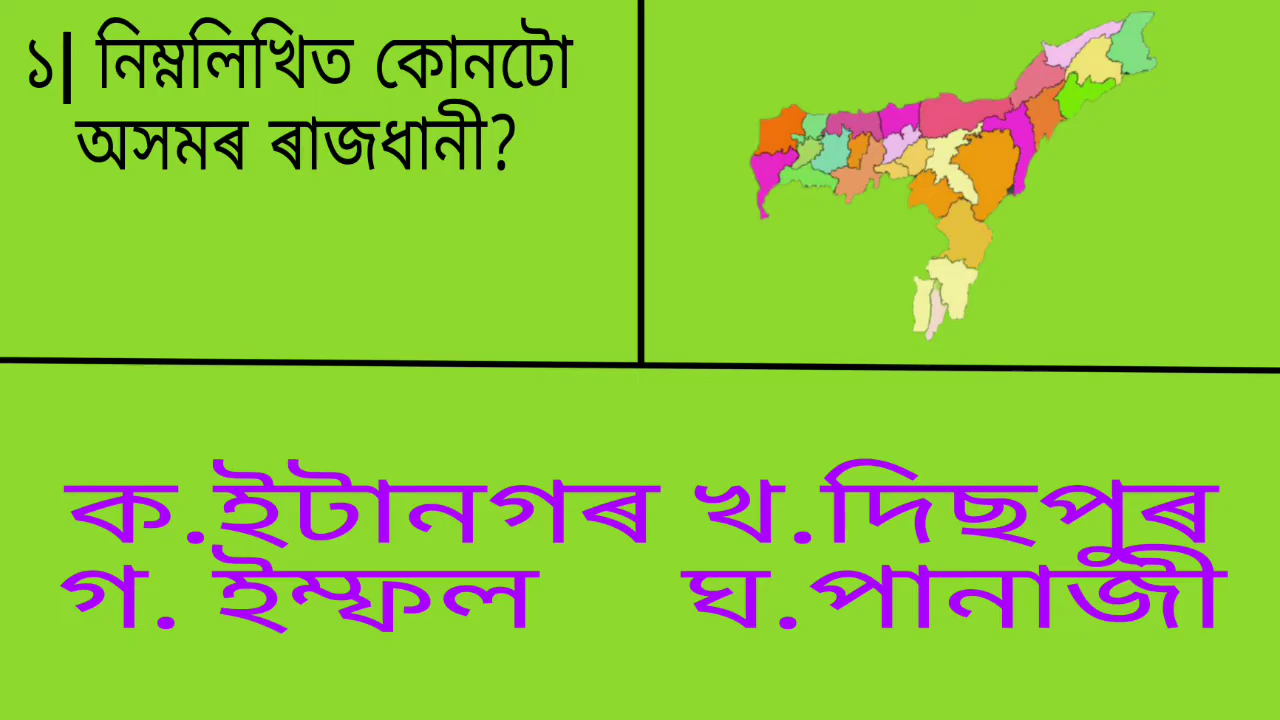 ১| নিম্নলিখিত কোনটো
অসমৰ ৰাজধানী?
ক.ইটানগৰ খ.দিছপুৰ
গ. ইম্ফল ঘ.পানাজী